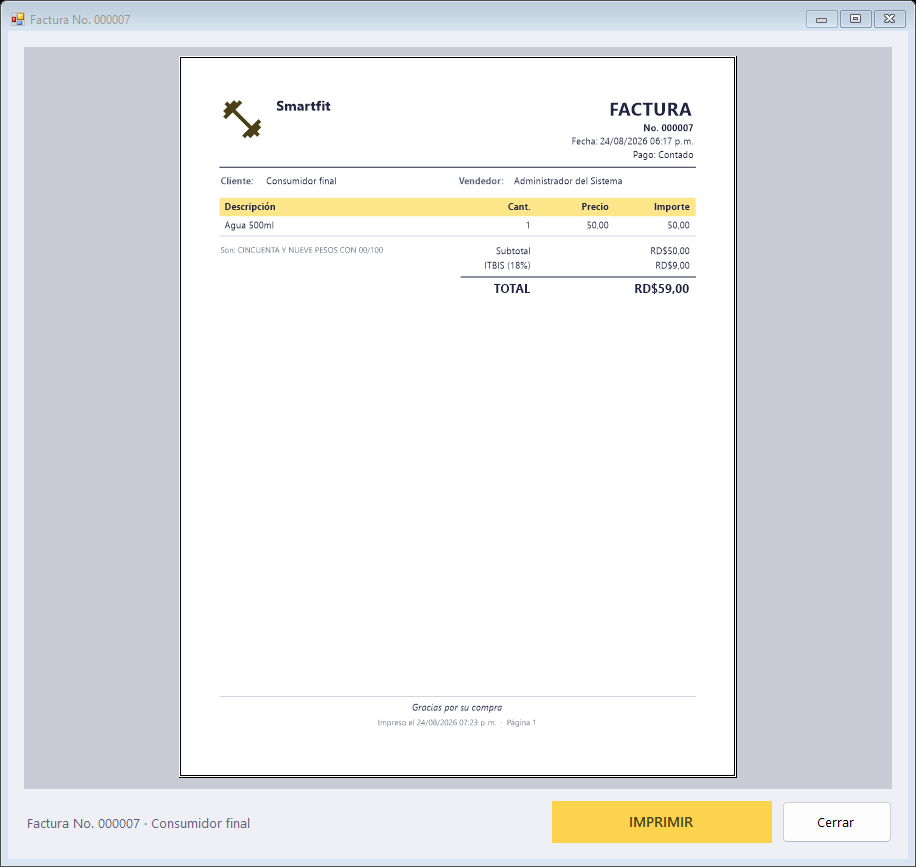 Factura No. 000007
Smartfit
FACTURA
No. 000007
Fecha: 24/08/2026 06:17 p.m.
Pago: Contado
Cliente: Consumidor final Vendedor: Administrador del Sistema
Descripción Cant. Precio Importe
Agua 500ml 1 50,00 50,00
Son: CINCUENTA Y NUEVE PESOS CON 00/100 Subtotal RD$50,00
ITBIS (18%) RD$9,00
TOTAL RD$59,00
Gracias por su compra
Impreso el 24/08/2026 07:23 p.m. · Página 1
Factura No. 000007 · Consumidor final IMPRIMIR Cerrar